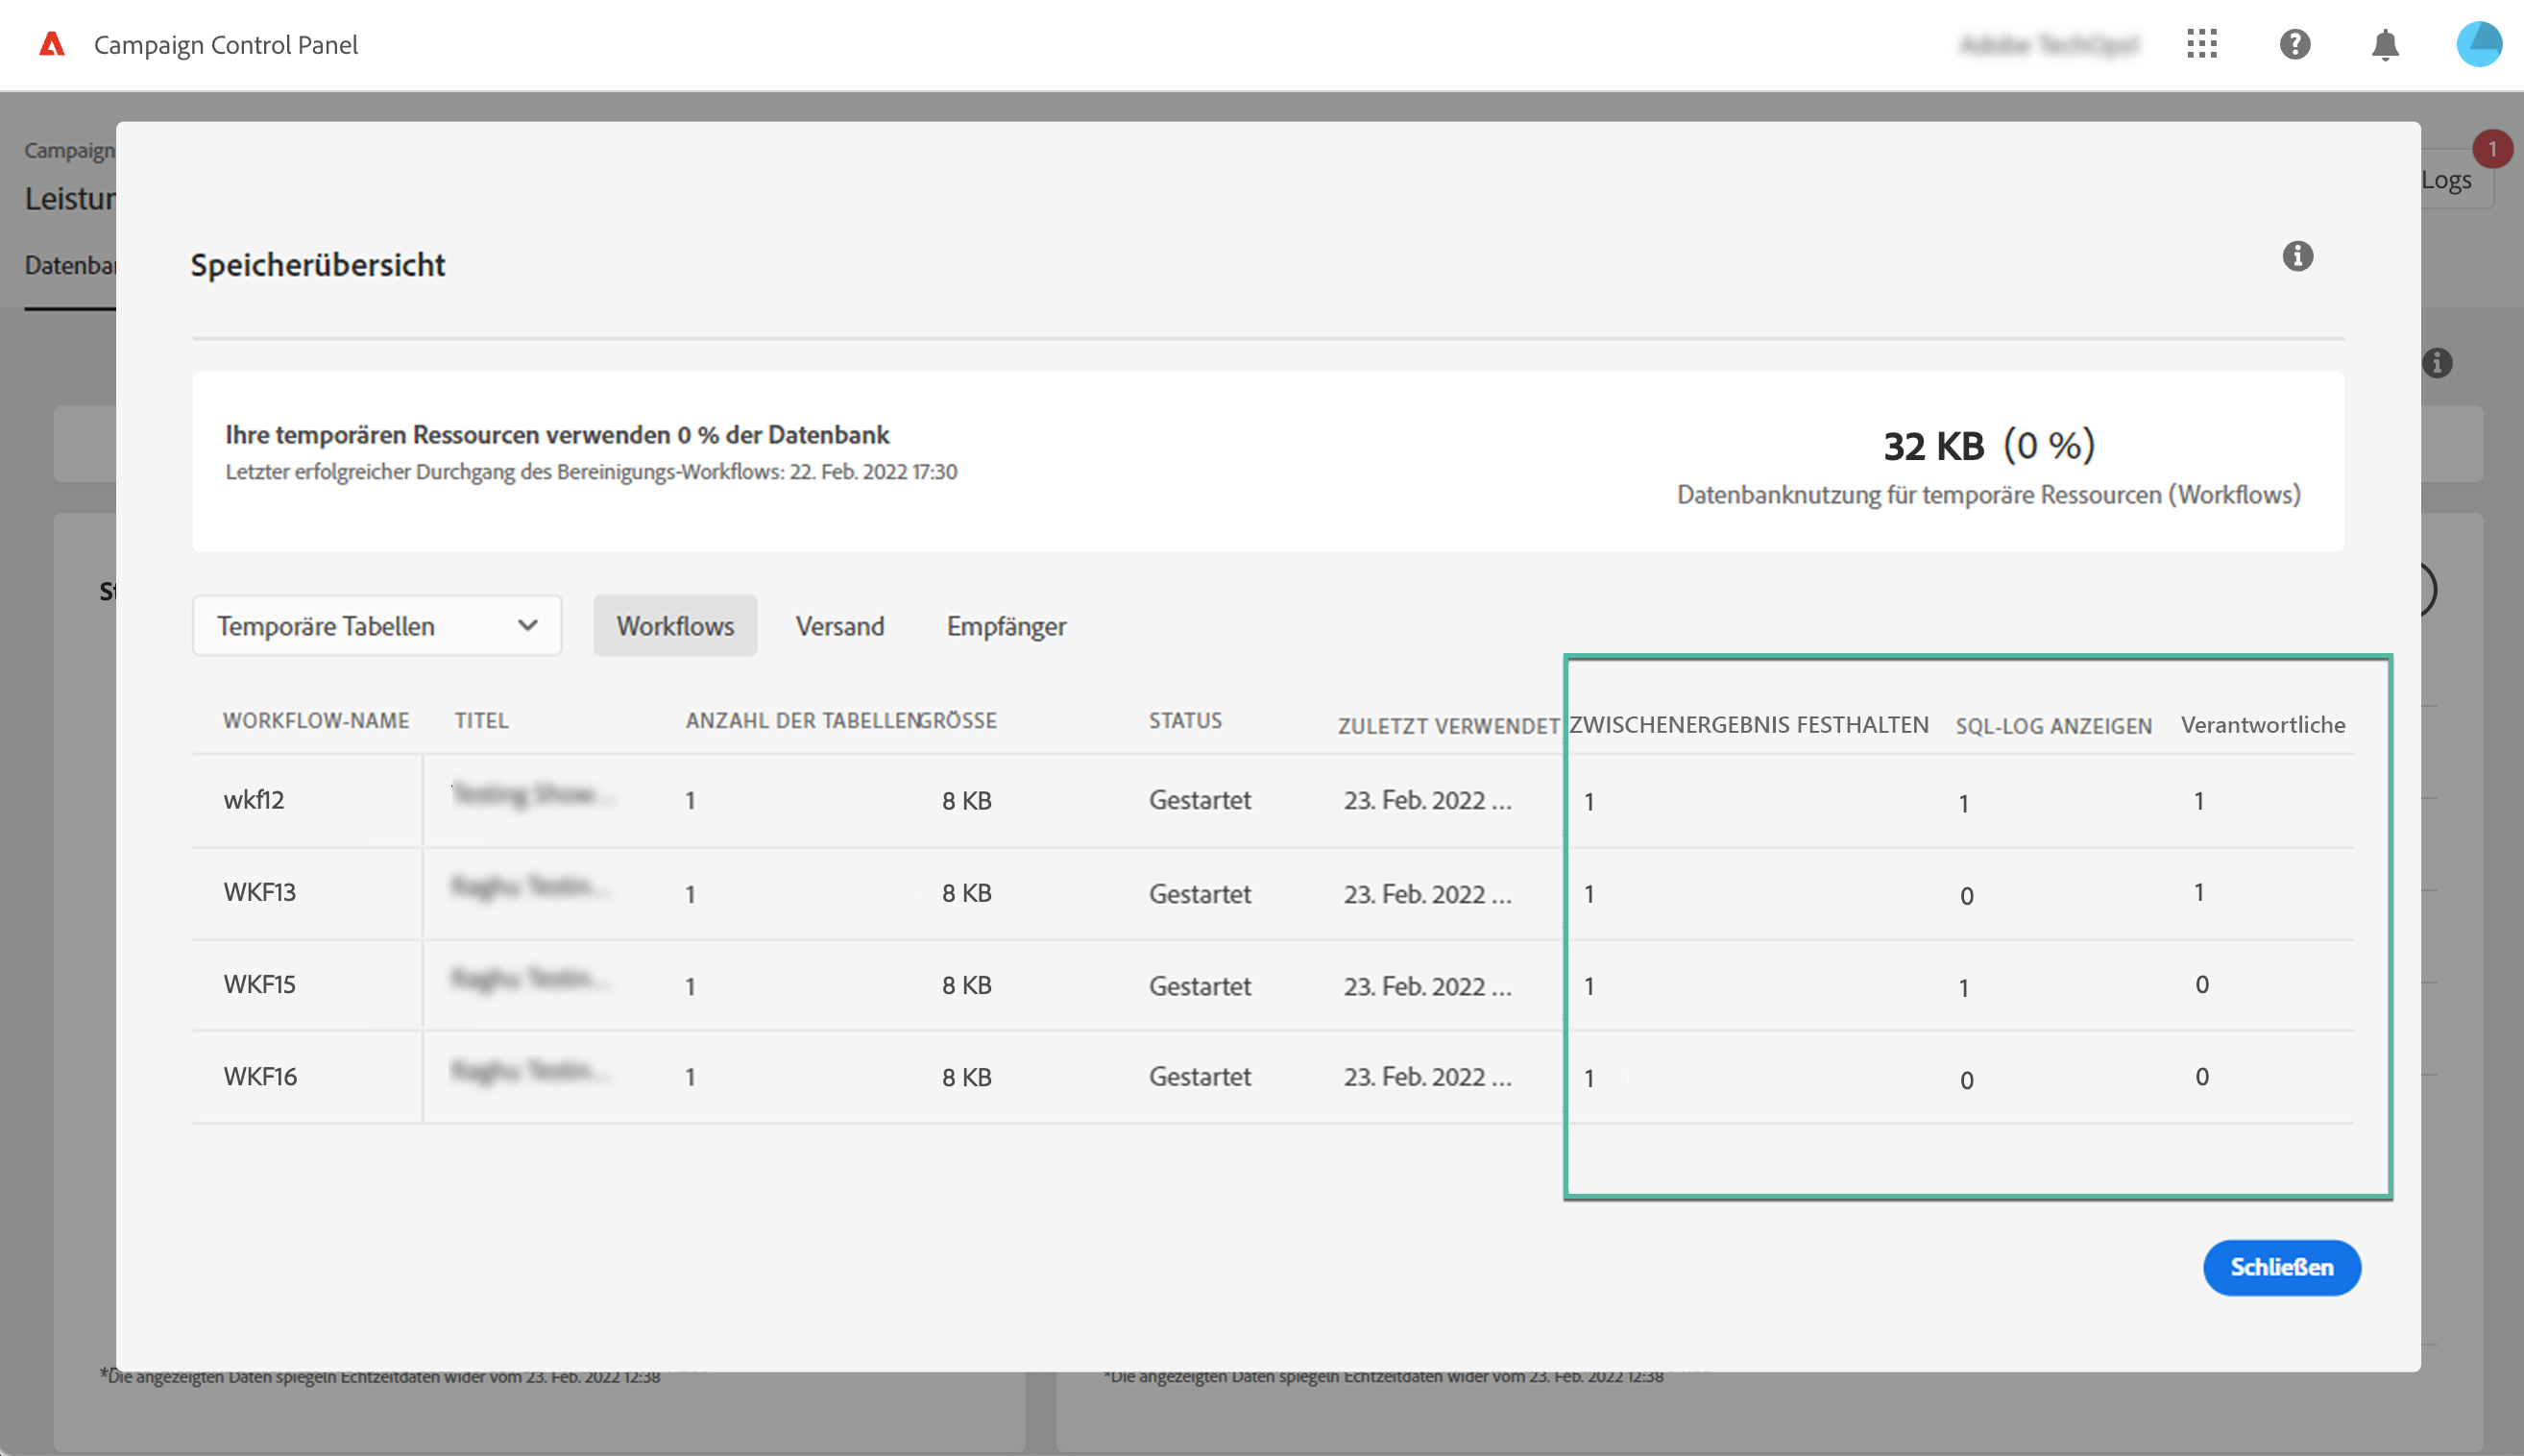 Campaign Control Panel
Campaign
Leistur
Logs
1
Datenba
Speicherübersicht
Ihre temporären Ressourcen verwenden 0 % der Datenbank
Letzter erfolgreicher Durchgang des Bereinigungs-Workflows: 22. Feb. 2022 17:30
32 KB (0 %)
Datenbanknutzung für temporäre Ressourcen (Workflows)
St
Temporäre Tabellen Workflows Versand Empfänger
WORKFLOW-NAME TITEL ANZAHL DER TABELLEN GRÖSSE STATUS ZULETZT VERWENDET ZWISCHENERGEBNIS FESTHALTEN SQL-LOG ANZEIGEN Verantwortliche
wkf12 1 8 KB Gestartet 23. Feb. 2022 ... 1 1 1
WKF13 1 8 KB Gestartet 23. Feb. 2022 ... 1 0 1
WKF15 1 8 KB Gestartet 23. Feb. 2022 ... 1 1 0
WKF16 1 8 KB Gestartet 23. Feb. 2022 ... 1 0 0
Schließen
*Die angezeigten Daten spiegeln Echtzeitdaten wider vom 23. Feb. 2022 12:38
*Die angezeigten Daten spiegeln Echtzeitdaten wider vom 23. Feb. 2022 12:38